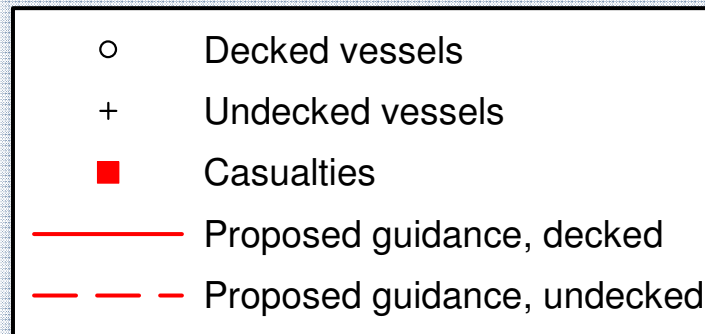 Decked vessels
Undecked vessels
Casualties
Proposed guidance, decked
Proposed guidance, undecked